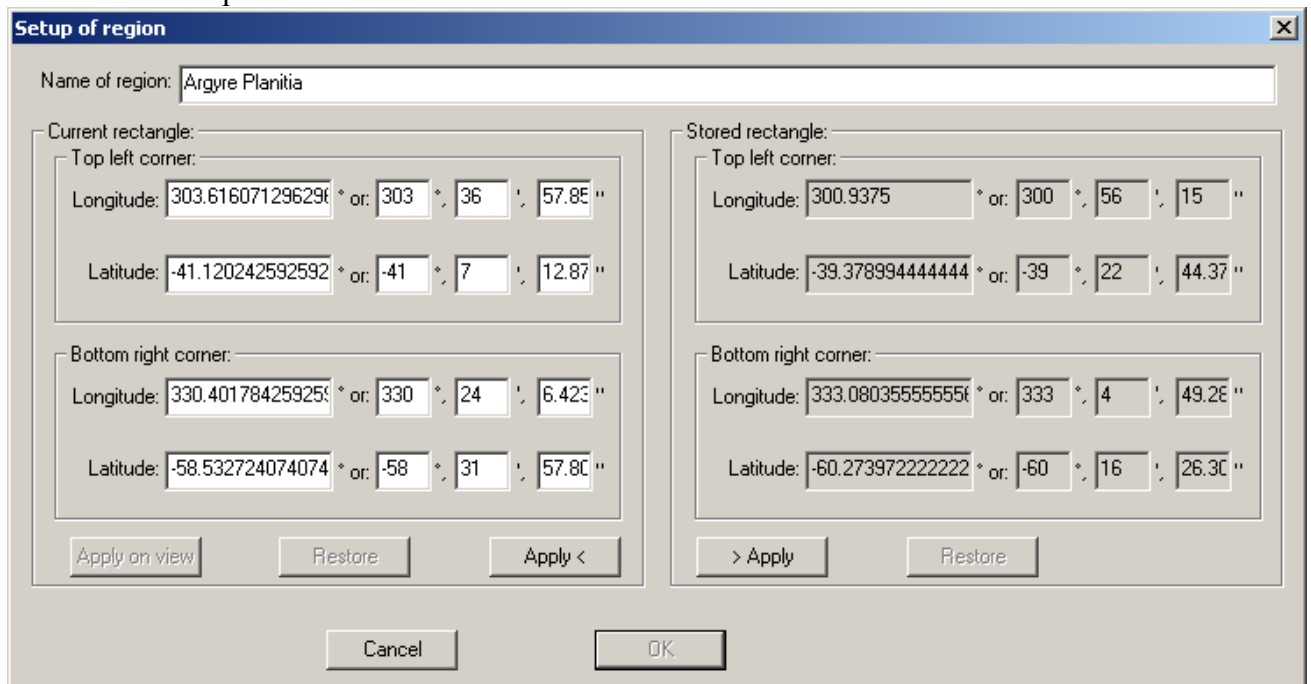 Setup of region
Name of region: Argyre Planitia
Current rectangle:
Top left corner:
Longitude: 303.616071296296 ° or: 303 °, 36 ', 57.85 "
Latitude: -41.120242592592 ° or: -41 °, 7 ', 12.87 "
Bottom right corner:
Longitude: 330.401784259259 ° or: 330 °, 24 ', 6.423 "
Latitude: -58.532724074074 ° or: -58 °, 31 ', 57.80 "
Apply on view Restore Apply <
Stored rectangle:
Top left corner:
Longitude: 300.9375 ° or: 300 °, 56 ', 15 "
Latitude: -39.378994444444 ° or: -39 °, 22 ', 44.37 "
Bottom right corner:
Longitude: 333.080355555556 ° or: 333 °, 4 ', 49.28 "
Latitude: -60.273972222222 ° or: -60 °, 16 ', 26.30 "
> Apply Restore
Cancel OK